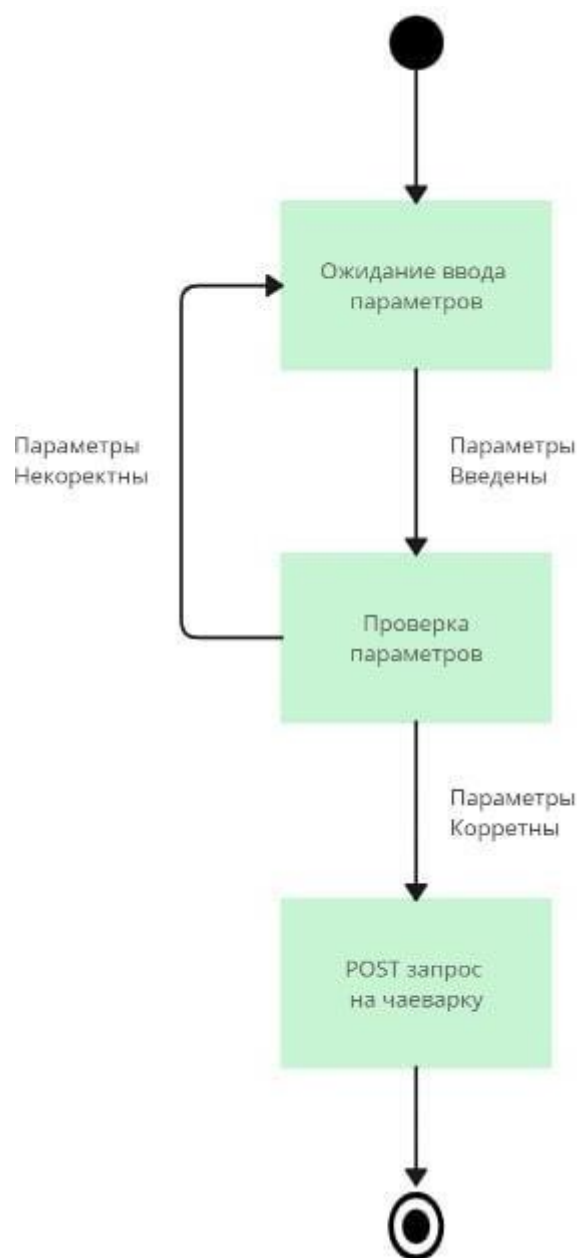 Ожидание ввода
параметров
Параметры
Некоректны
Параметры
Введены
Проверка
параметров
Параметры
Корретны
POST запрос
на чаеварку